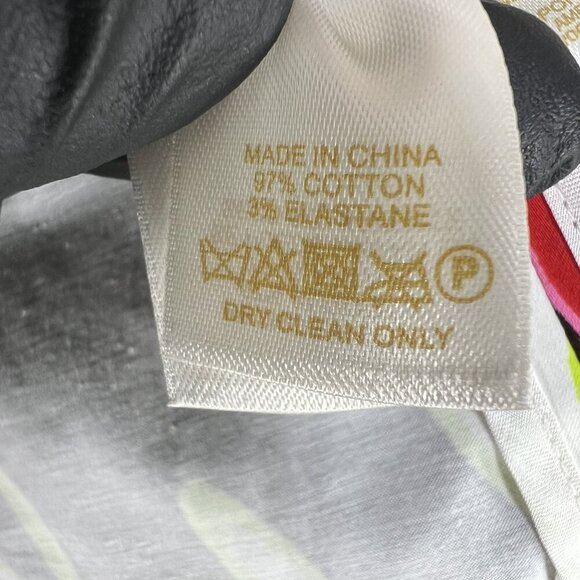 MADE IN CHINA
97% COTTON
3% ELASTANE
P
DRY CLEAN ONLY